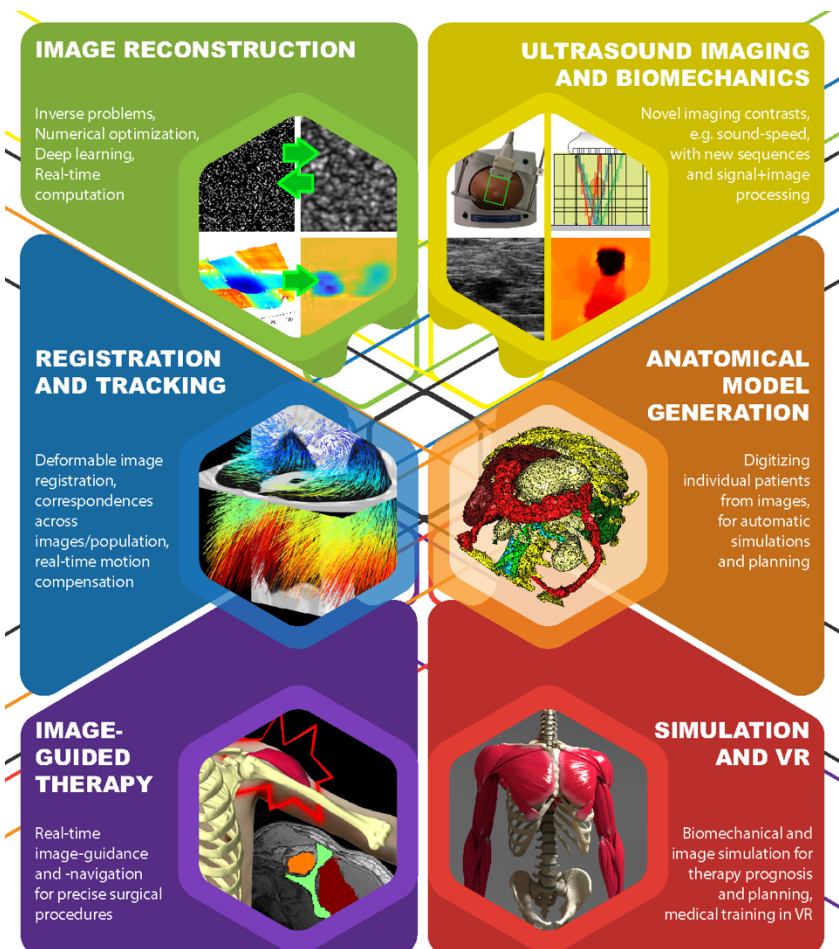 IMAGE RECONSTRUCTION
Inverse problems,
Numerical optimization,
Deep learning,
Real-time
computation
ULTRASOUND IMAGING
AND BIOMECHANICS
Novel imaging contrasts,
e.g. sound-speed,
with new sequences
and signal+image
processing
REGISTRATION
AND TRACKING
Deformable image
registration,
correspondences
across
images/population,
real-time motion
compensation
ANATOMICAL
MODEL
GENERATION
Digitizing
individual patients
from images,
for automatic
simulations
and planning
IMAGE-
GUIDED
THERAPY
Real-time
image-guidance
and -navigation
for precise surgical
procedures
SIMULATION
AND VR
Biomechanical and
image simulation for
therapy prognosis
and planning,
medical training in VR